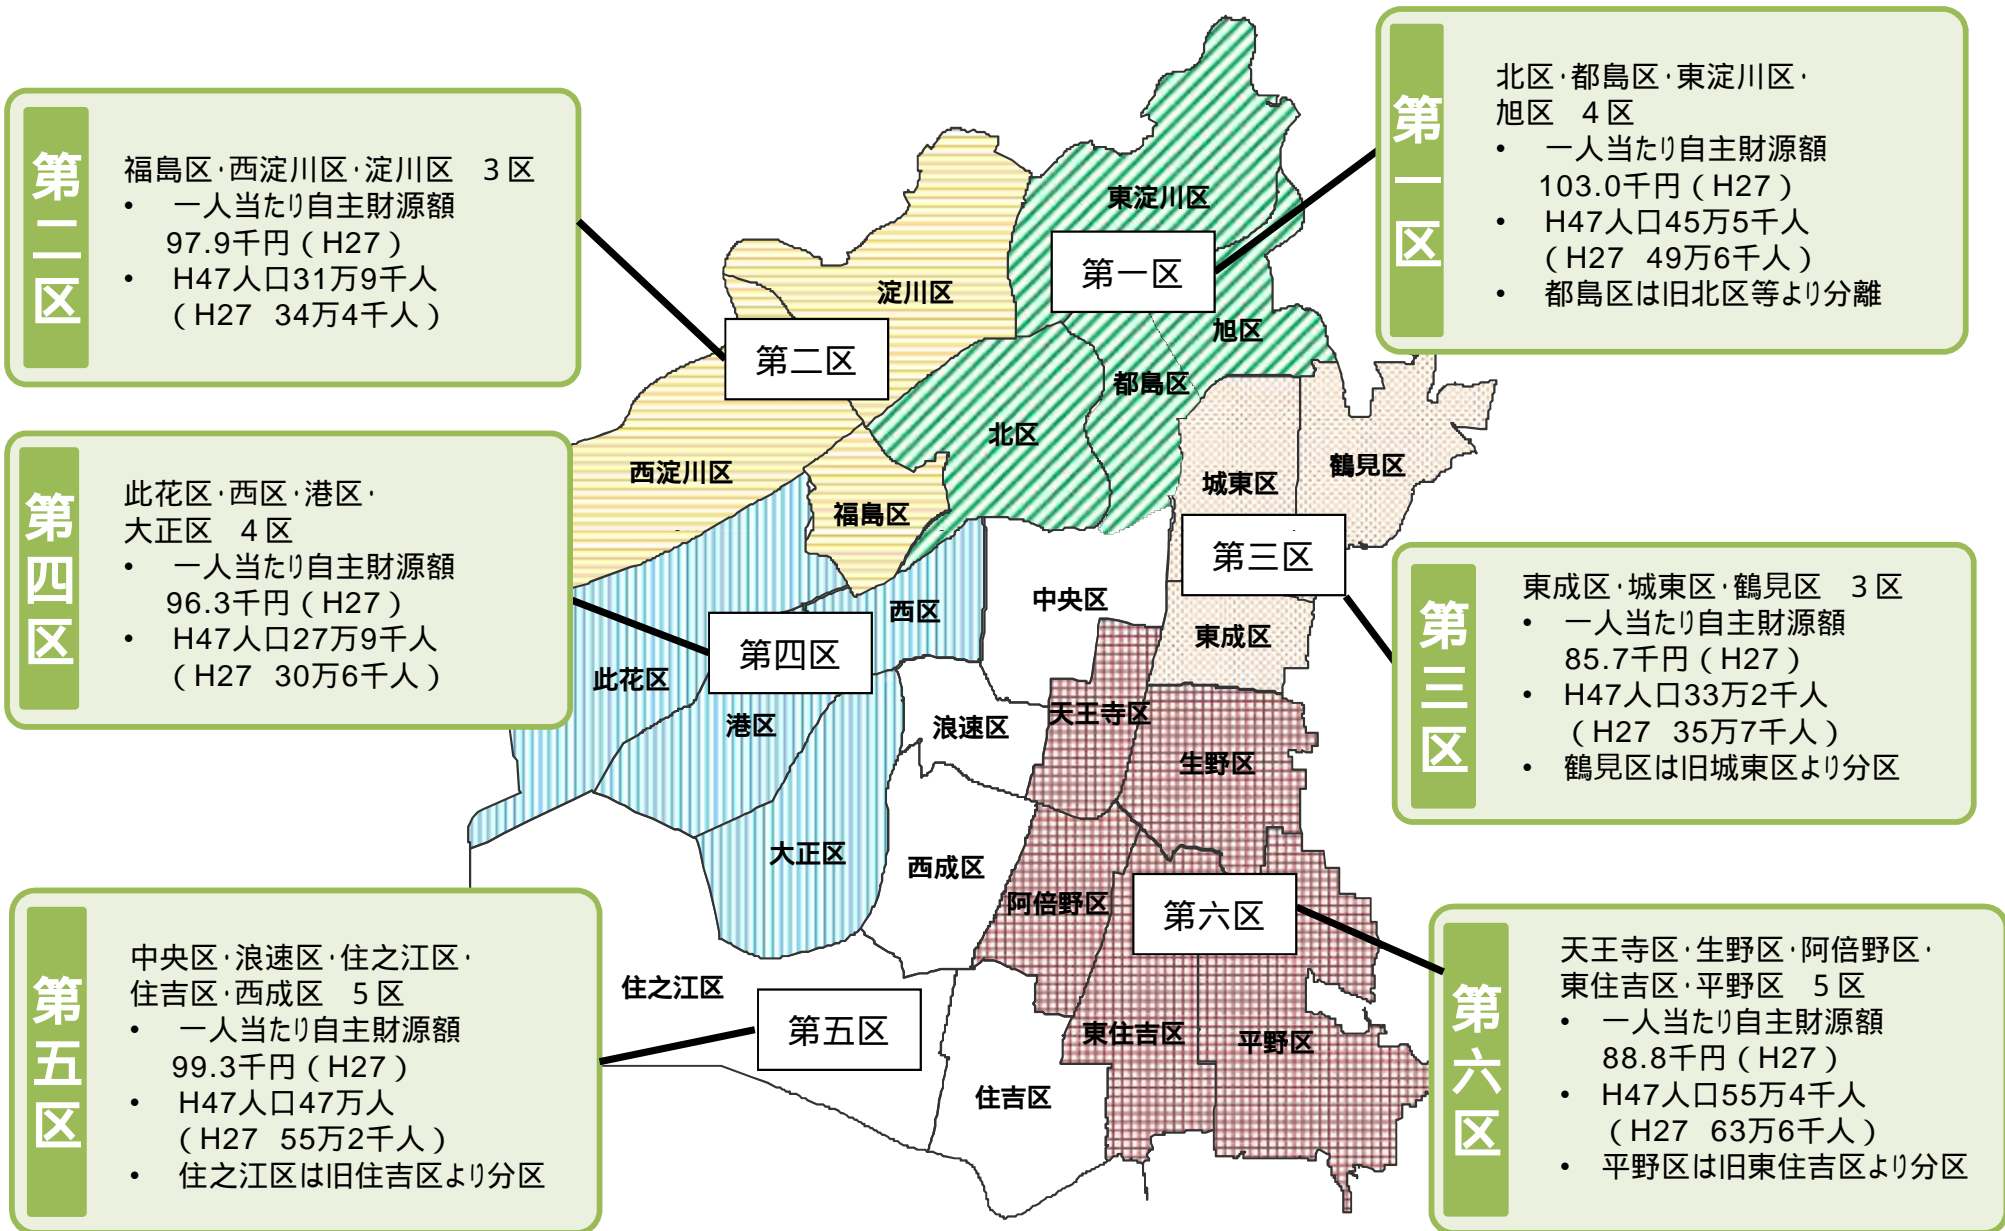 第一区
北区·都島区·東淀川区·
旭区 4区
• 一人当たり自主財源額
103.0千円(H27)
• H47人口45万5千人
(H27 49万6千人)
• 都島区は旧北区等より分離
第二区
福島区·西淀川区·淀川区 3区
• 一人当たり自主財源額
97.9千円(H27)
• H47人口31万9千人
(H27 34万4千人)
第四区
此花区·西区·港区·
大正区 4区
• 一人当たり自主財源額
96.3千円(H27)
• H47人口27万9千人
(H27 30万6千人)
第三区
東成区·城東区·鶴見区 3区
• 一人当たり自主財源額
85.7千円(H27)
• H47人口33万2千人
(H27 35万7千人)
• 鶴見区は旧城東区より分区
第五区
中央区·浪速区·住之江区·
住吉区·西成区 5区
• 一人当たり自主財源額
99.3千円(H27)
• H47人口47万人
(H27 55万2千人)
• 住之江区は旧住吉区より分区
第六区
天王寺区·生野区·阿倍野区·
東住吉区·平野区 5区
• 一人当たり自主財源額
88.8千円(H27)
• H47人口55万4千人
(H27 63万6千人)
• 平野区は旧東住吉区より分区
東淀川区
第一区
淀川区
旭区
第二区
都島区
北区
西淀川区
鶴見区
城東区
福島区
第三区
中央区
西区
東成区
第四区
此花区
天王寺区
港区
浪速区
生野区
大正区
西成区
阿倍野区
第六区
住之江区
第五区
東住吉区
平野区
住吉区